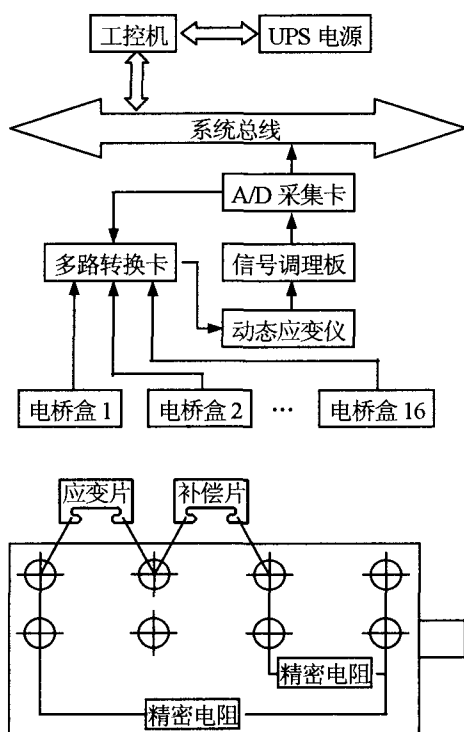 工控机
UPS 电源
系统总线
A/D 采集卡
多路转换卡
信号调理板
动态应变仪
电桥盒 1
电桥盒 2
…
电桥盒 16
应变片
补偿片
精密电阻
精密电阻